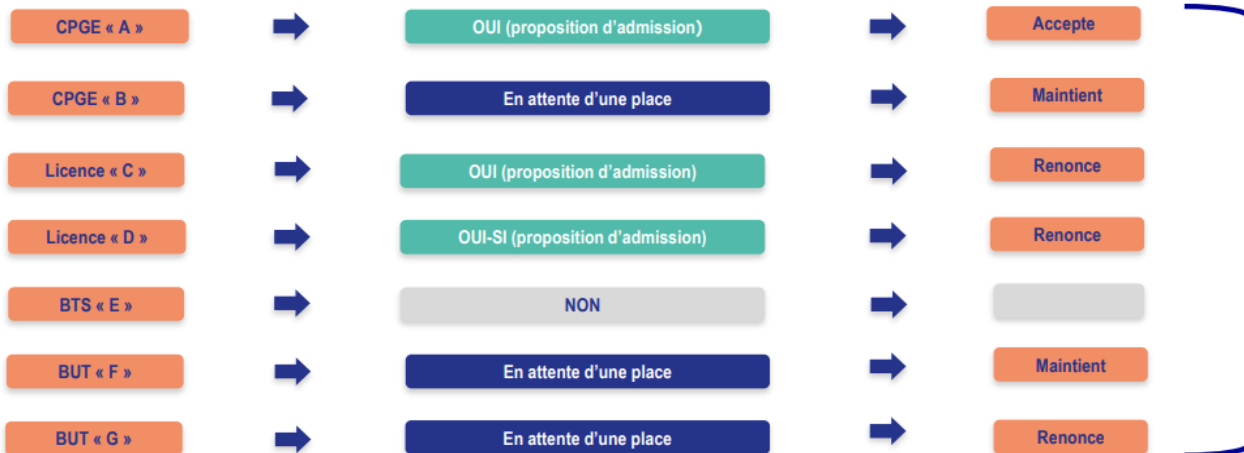 CPGE « A » OUI (proposition d'admission) Accepte
CPGE « B » En attente d'une place Maintient
Licence « C » OUI (proposition d'admission) Renonce
Licence « D » OUI-SI (proposition d'admission) Renonce
BTS « E » NON
BUT « F » En attente d'une place Maintient
BUT « G » En attente d'une place Renonce